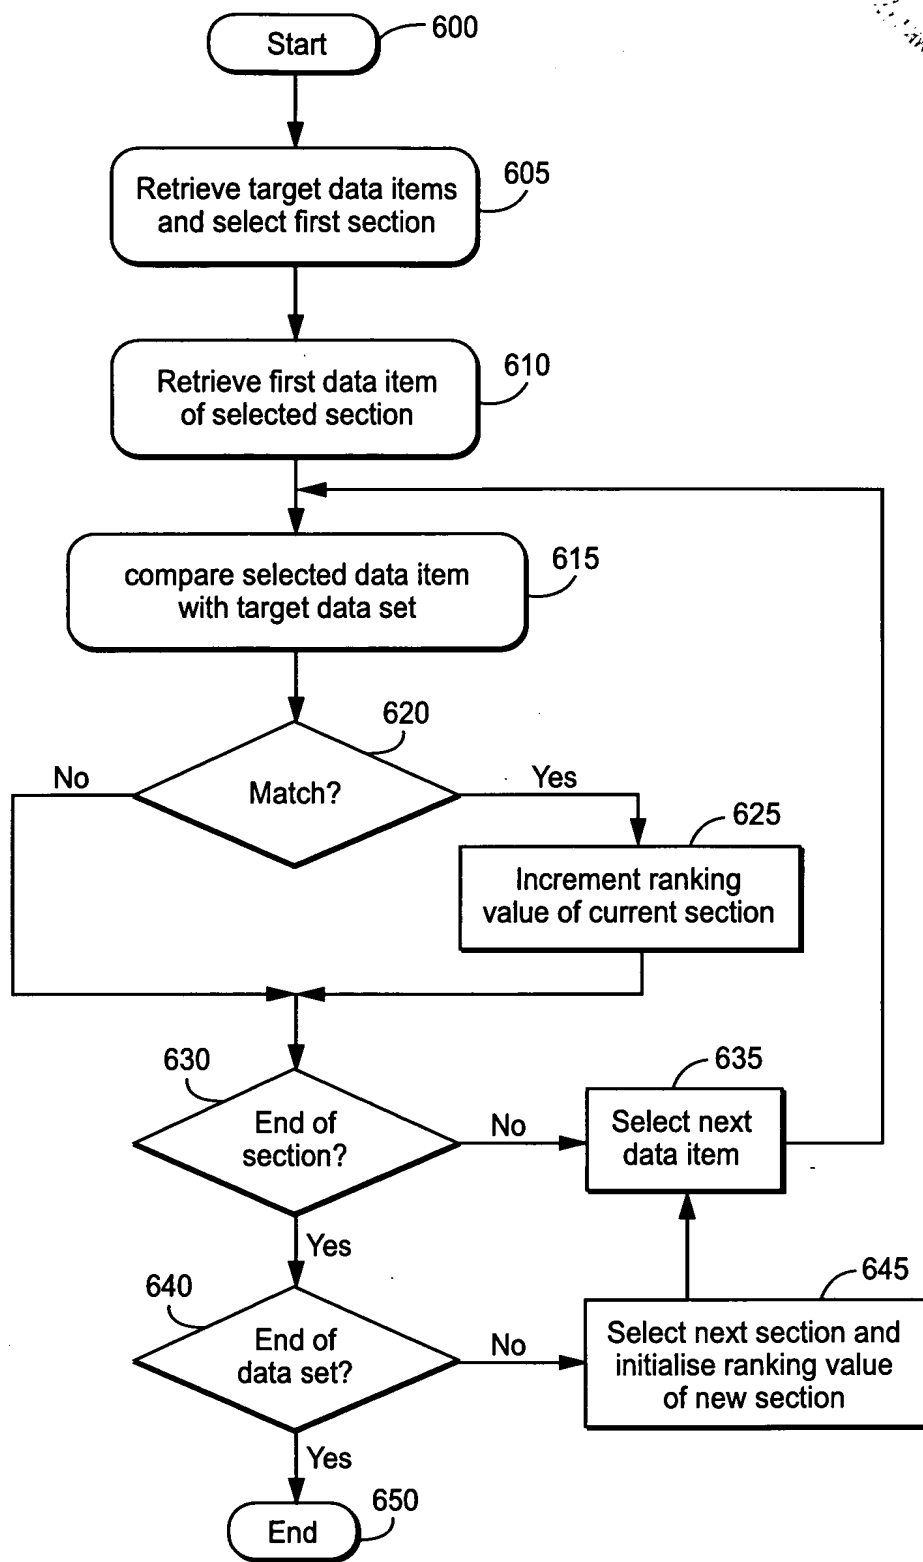 Start
600
Retrieve target data items
and select first section
605
Retrieve first data item
of selected section
610
compare selected data item
with target data set
615
620
Match?
No
Yes
625
Increment ranking
value of current section
630
End of
section?
No
635
Select next
data item
Yes
640
End of
data set?
No
645
Select next section and
initialise ranking value
of new section
Yes
650
End